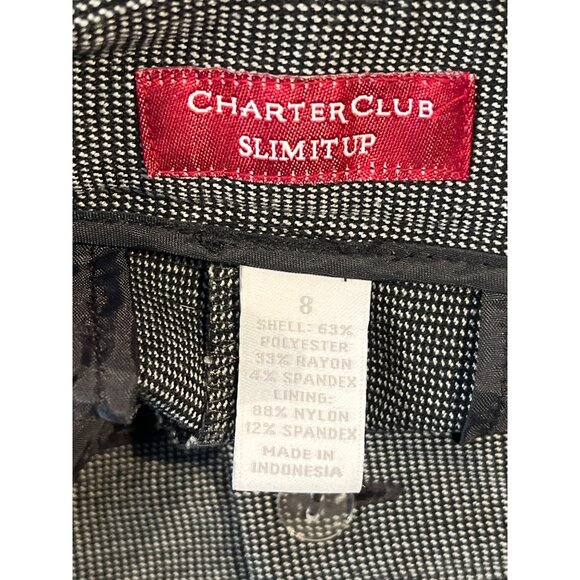 CHARTER CLUB
SLIM IT UP
8
SHELL: 63%
POLYESTER
33% RAYON
4% SPANDEX
LINING:
88% NYLON
12% SPANDEX
MADE IN
INDONESIA